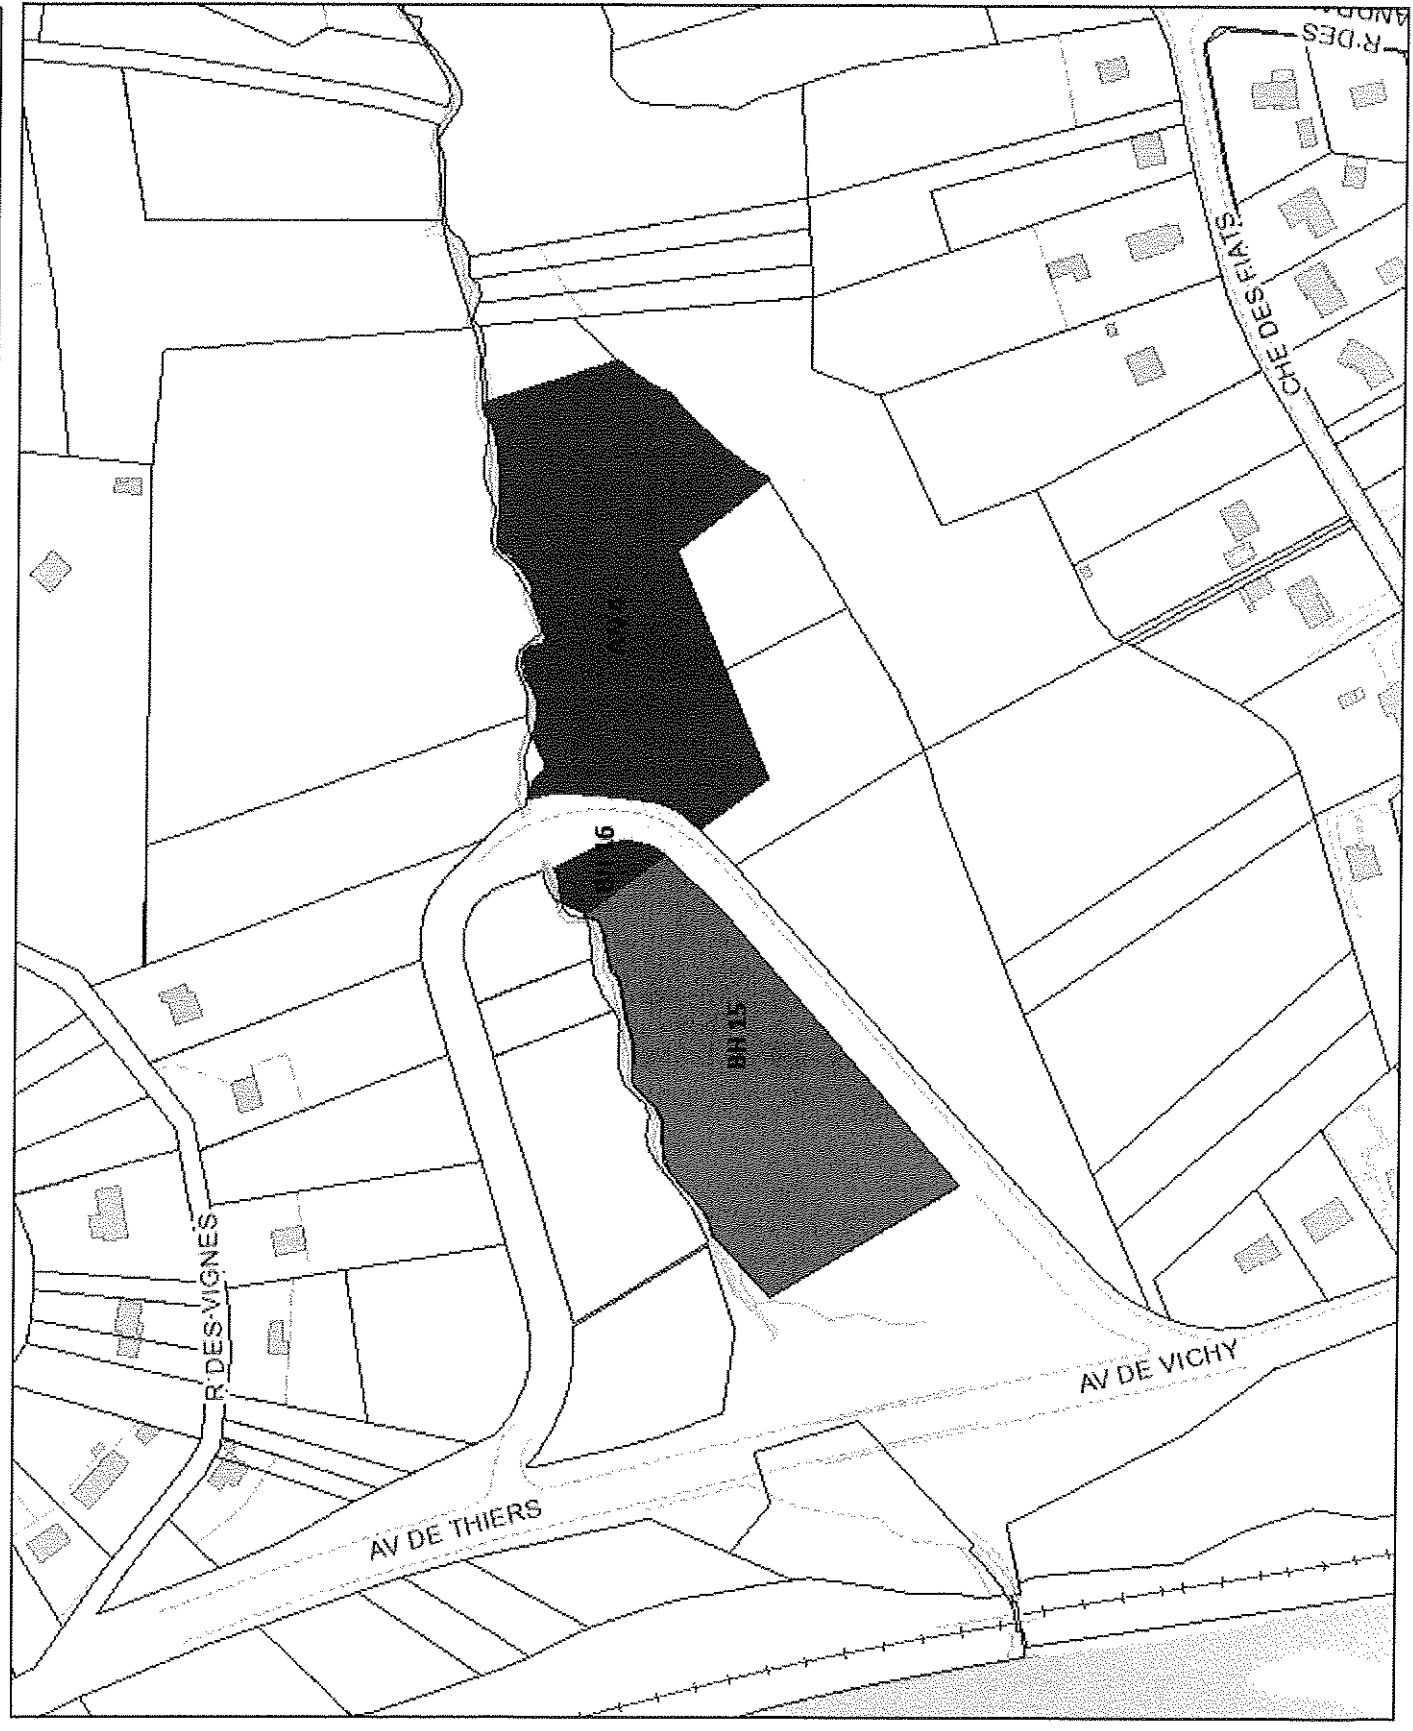 R DES
CHE DES FIATS
BH 15
R DES VIGNES
AV DE VICHY
AV DE THIERS